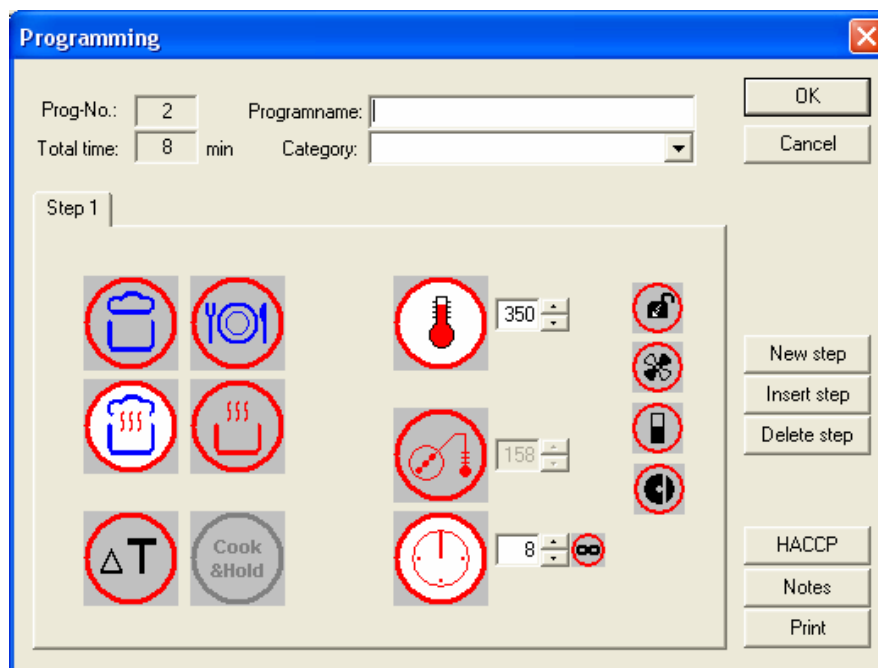 Programming
OK
Prog-No.: 2 Programname:
Cancel
Total time: 8 min Category:
Step 1
350
New step
Insert step
Delete step
158
ΔT
Cook
&Hold
8
HACCP
Notes
Print